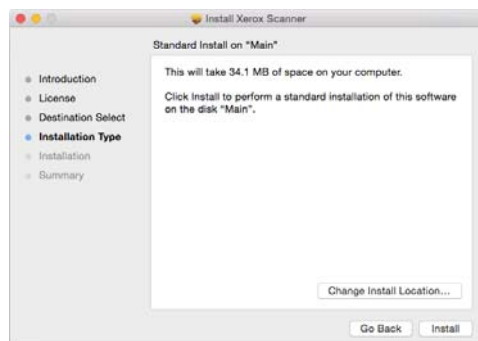 Install Xerox Scanner
Standard Install on "Main"
Introduction
License
Destination Select
Installation Type
Installation
Summary
This will take 34.1 MB of space on your computer.
Click Install to perform a standard installation of this software
on the disk "Main".
Change Install Location...
Go Back
Install